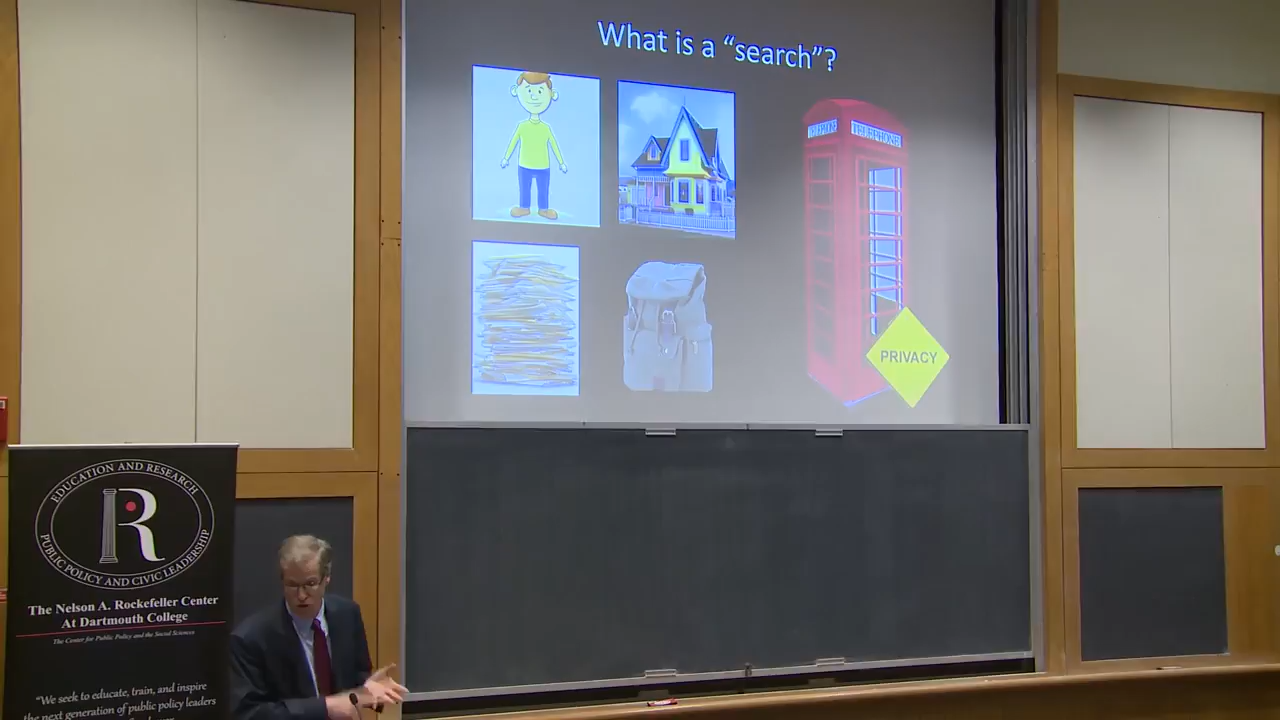 What is a “search”?
TELEPHONE
TELEPHONE
PRIVACY
EDUCATION AND RESEARCH
R
PUBLIC POLICY AND CIVIC LEADERSHIP
The Nelson A. Rockefeller Center
At Dartmouth College
The Center for Public Policy and the Social Sciences
“We seek to educate, train, and inspire
the next generation of public policy leaders